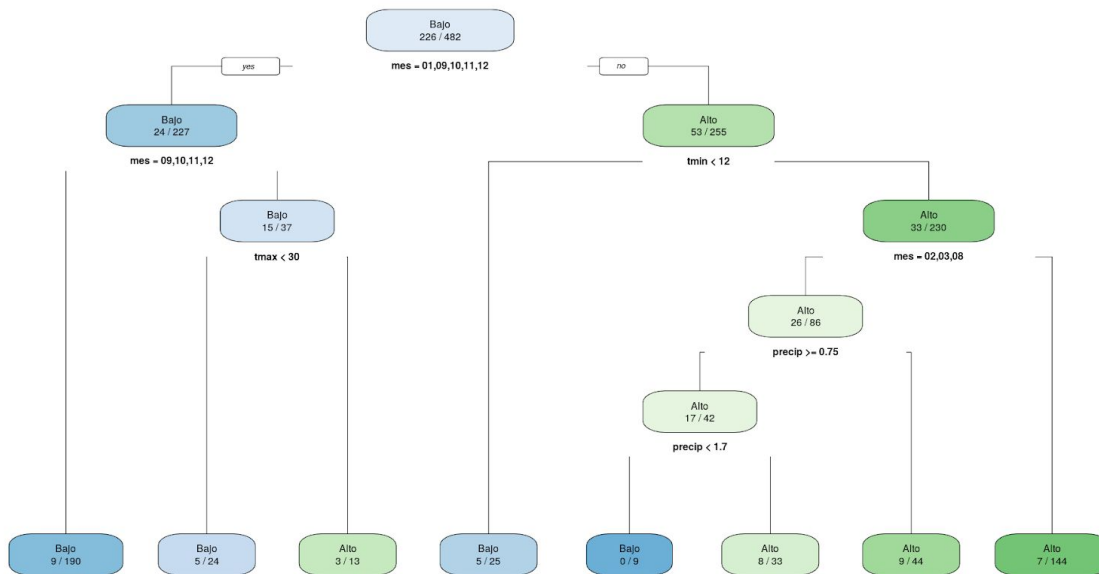 Bajo
226 / 482
mes = 01,09,10,11,12
yes
no
Bajo
24 / 227
mes = 09,10,11,12
Alto
53 / 255
tmin < 12
Bajo
15 / 37
tmax < 30
Alto
33 / 230
mes = 02,03,08
Alto
26 / 86
precip >= 0.75
Alto
17 / 42
precip < 1.7
Bajo
9 / 190
Bajo
5 / 24
Alto
3 / 13
Bajo
5 / 25
Bajo
0 / 9
Alto
8 / 33
Alto
9 / 44
Alto
7 / 144